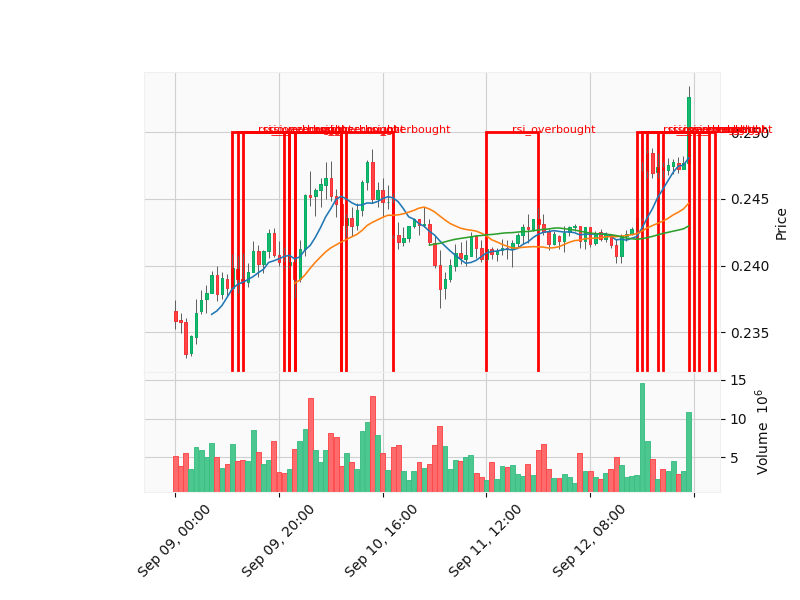 rsi_overbought
rsi_overbought
0.250
0.245
0.240
0.235
Price
15
10
5
Volume 10^6
Sep 09, 00:00
Sep 09, 20:00
Sep 10, 16:00
Sep 11, 12:00
Sep 12, 08:00